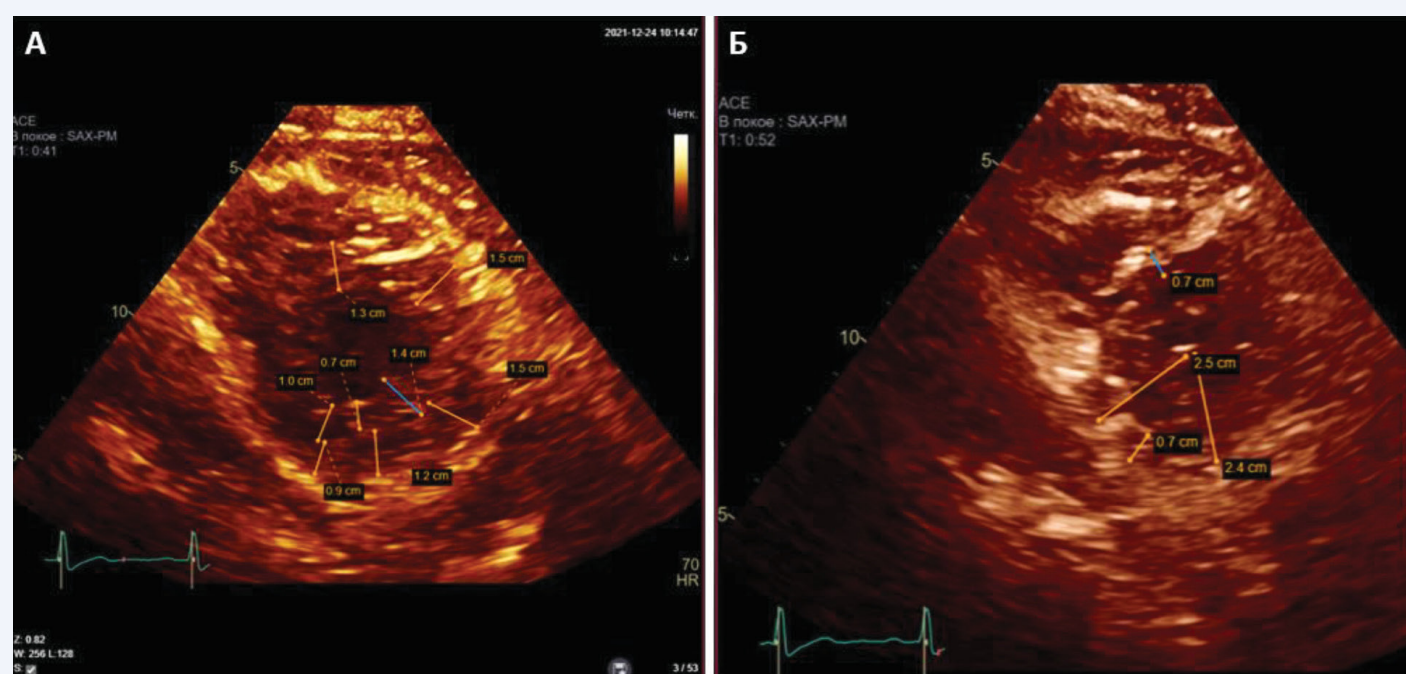 А
2021-12-24 10:14:47
ACE
В покое : SAX-PM
T1: 0:41
Четк.
5
1.5 cm
10
1.3 cm
0.7 cm
1.4 cm
1.0 cm
1.5 cm
1.2 cm
0.9 cm
70
HR
Z: 0.82
W: 256 L:128
S:
3 / 53
Б
ACE
В покое : SAX-PM
T1: 0:52
5
0.7 cm
10
2.5 cm
0.7 cm
2.4 cm
5